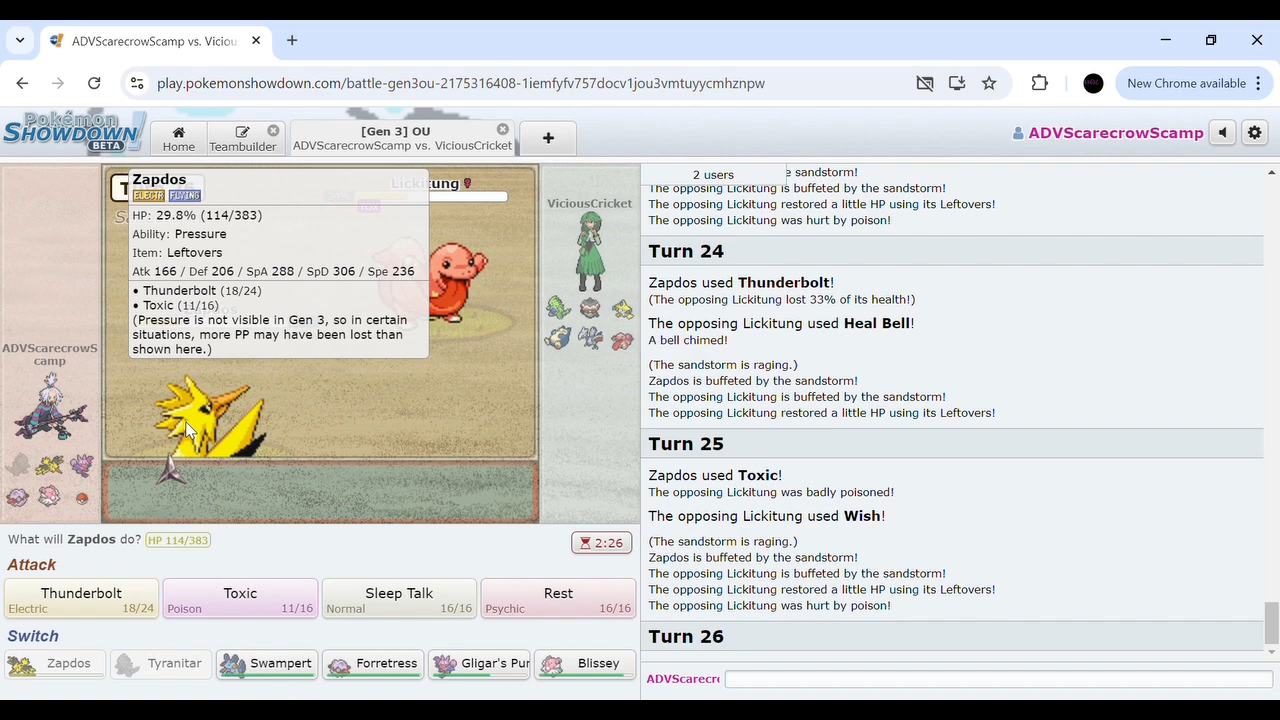 ADVScarecrowScamp vs. Viciou
play.pokemonshowdown.com/battle-gen3ou-2175316408-1iemfyfv757docv1jou3vmtuyycmhznpw
New Chrome available
Pokémon
SHOWDOWN!
BETA
Home
Teambuilder
[Gen 3] OU
ADVScarecrowScamp vs. ViciousCricket
ADVScarecrowScamp
Zapdos
ELECTR FLYING
HP: 29.8% (114/383)
Ability: Pressure
Item: Leftovers
Atk 166 / Def 206 / SpA 288 / SpD 306 / Spe 236
• Thunderbolt (18/24)
• Toxic (11/16)
(Pressure is not visible in Gen 3, so in certain
situations, more PP may have been lost than
shown here.)
Lickitung
TOX
ADVScarecrowS
camp
ViciousCricket
2 users
e sandstorm!
The opposing Lickitung is buffeted by the sandstorm!
The opposing Lickitung restored a little HP using its Leftovers!
The opposing Lickitung was hurt by poison!
Turn 24
Zapdos used Thunderbolt!
(The opposing Lickitung lost 33% of its health!)
The opposing Lickitung used Heal Bell!
A bell chimed!
(The sandstorm is raging.)
Zapdos is buffeted by the sandstorm!
The opposing Lickitung is buffeted by the sandstorm!
The opposing Lickitung restored a little HP using its Leftovers!
Turn 25
Zapdos used Toxic!
The opposing Lickitung was badly poisoned!
The opposing Lickitung used Wish!
(The sandstorm is raging.)
Zapdos is buffeted by the sandstorm!
The opposing Lickitung is buffeted by the sandstorm!
The opposing Lickitung restored a little HP using its Leftovers!
The opposing Lickitung was hurt by poison!
Turn 26
ADVScarecr
What will Zapdos do? HP 114/383
2:26
Attack
Thunderbolt
Electric 18/24
Toxic
Poison 11/16
Sleep Talk
Normal 16/16
Rest
Psychic 16/16
Switch
Zapdos
Tyranitar
Swampert
Forretress
Gligar's Pur
Blissey